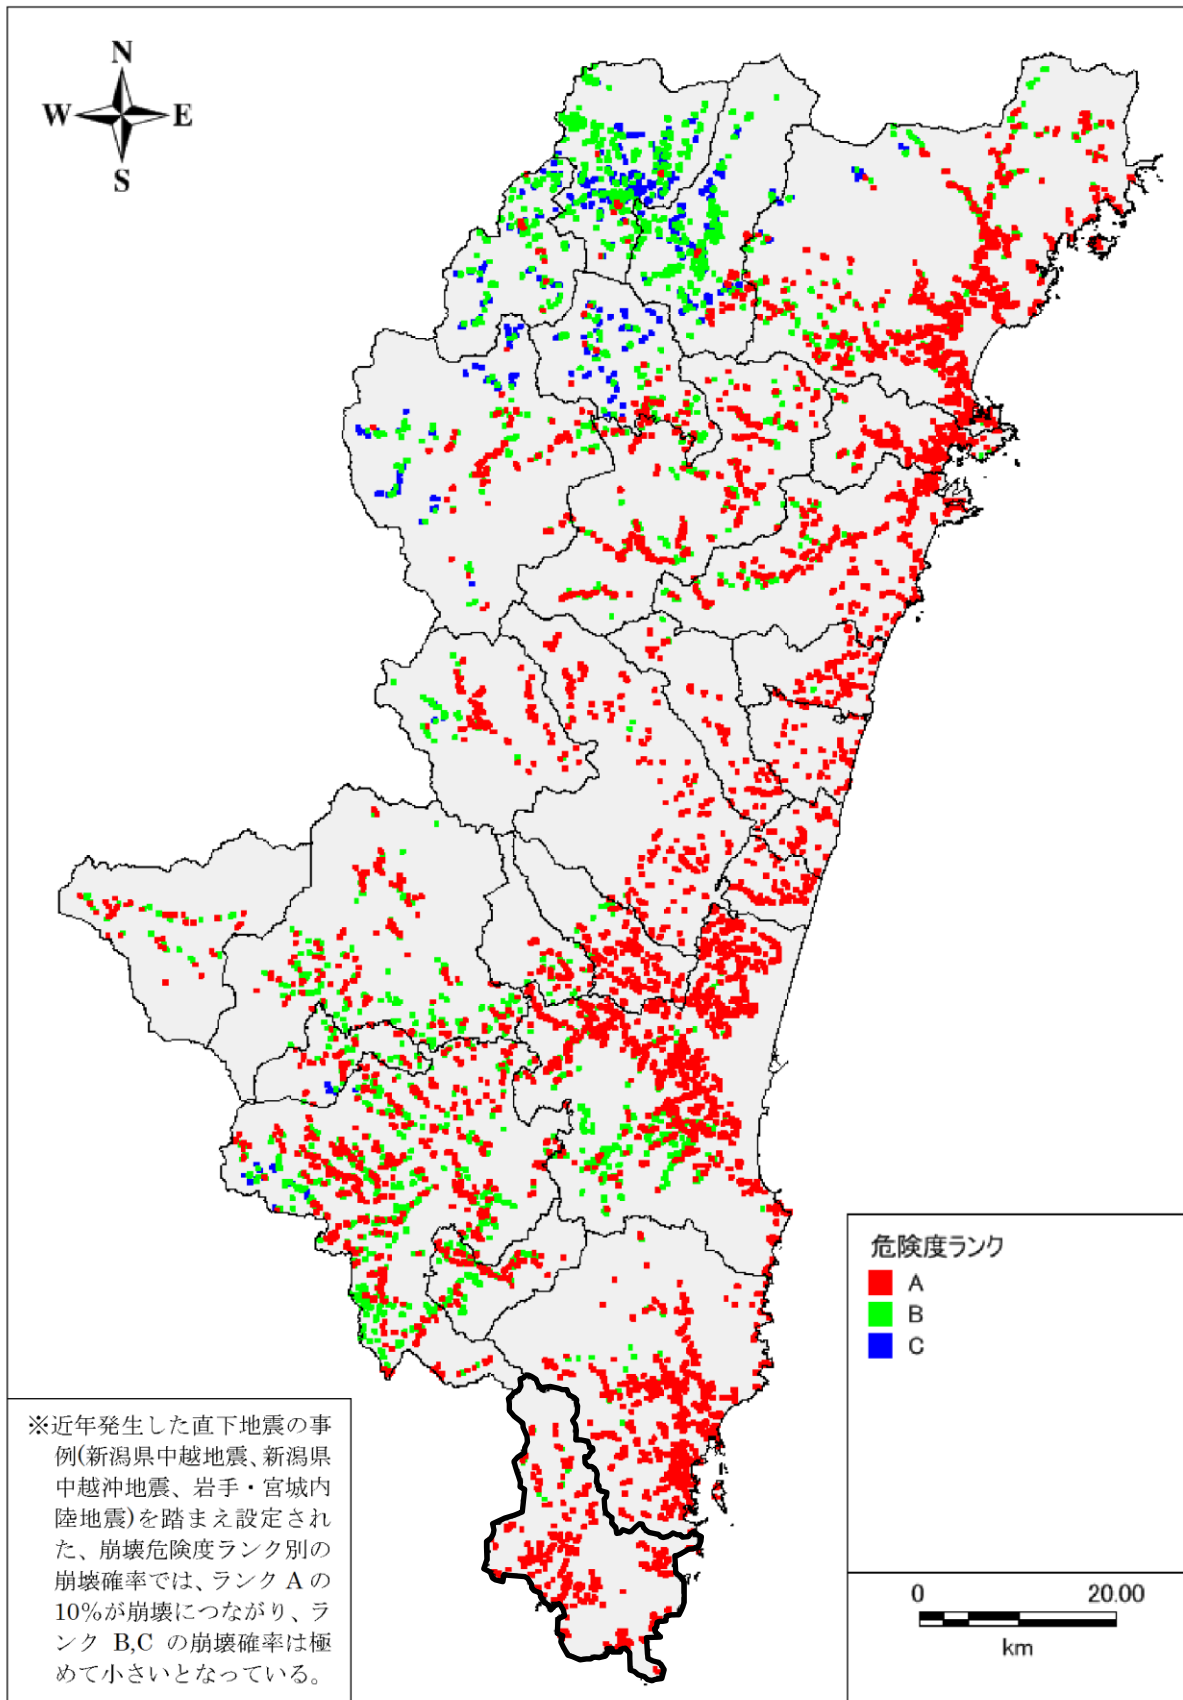 N
W E
S
危険度ランク
A
B
C
※近年発生した直下地震の事
例(新潟県中越地震、新潟県
中越沖地震、岩手・宮城内
陸地震)を踏まえ設定され
た、崩壊危険度ランク別の
崩壊確率では、ランク A の
10%が崩壊につながり、ラ
ンク B,C の崩壊確率は極
めて小さいとなっている。
0 20.00
km